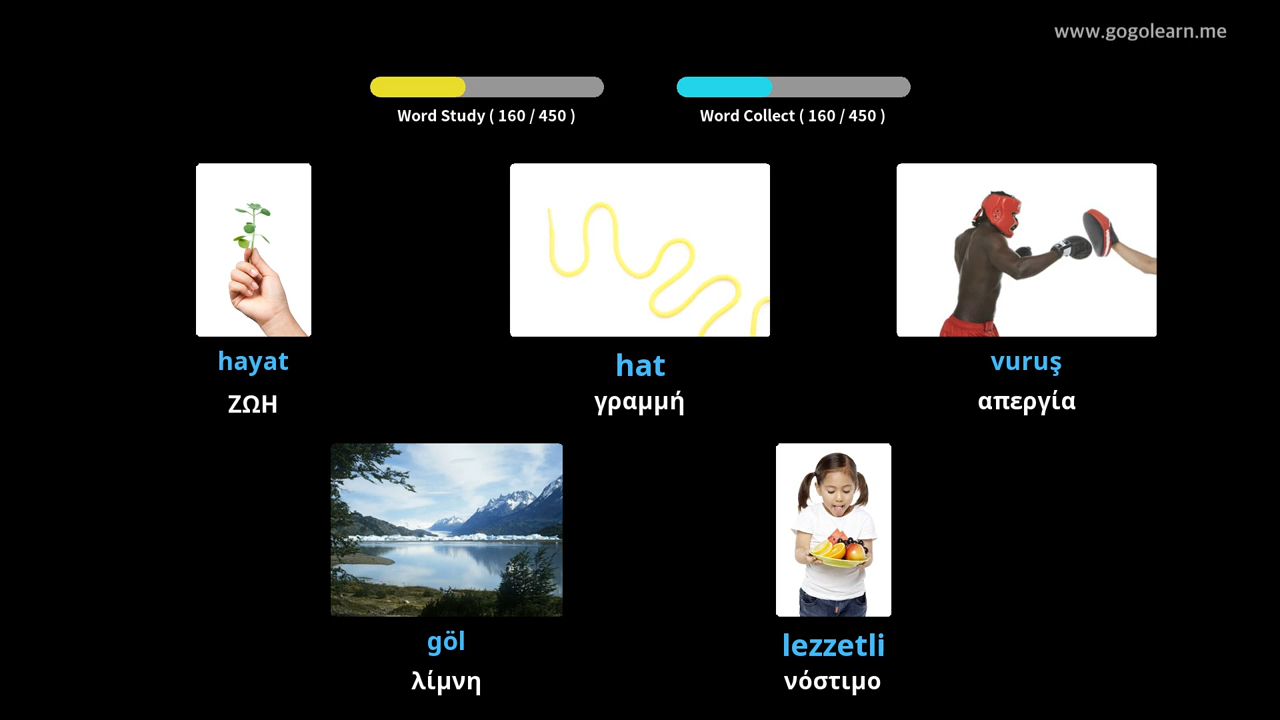 www.gogolearn.me
Word Study ( 160 / 450 )
Word Collect ( 160 / 450 )
hayat
ΖΩΗ
hat
γραμμή
vuruş
απεργία
göl
λίμνη
lezzetli
νόστιμο